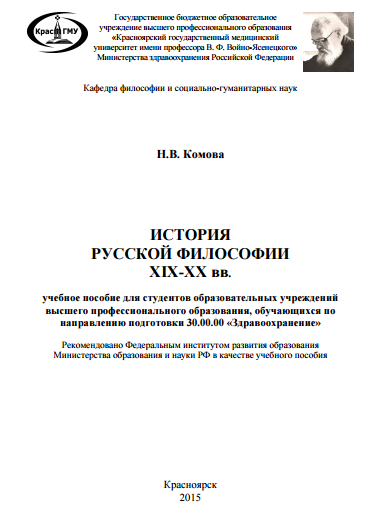 Крас ГМУ
Государственное бюджетное образовательное
учреждение высшего профессионального образования
«Красноярский государственный медицинский
университет имени профессора В. Ф. Войно-Ясенецкого»
Министерства здравоохранения Российской Федерации
Кафедра философии и социально-гуманитарных наук
Н.В. Комова
ИСТОРИЯ
РУССКОЙ ФИЛОСОФИИ
XIX-XX вв.
учебное пособие для студентов образовательных учреждений
высшего профессионального образования, обучающихся по
направлению подготовки 30.00.00 «Здравоохранение»
Рекомендовано Федеральным институтом развития образования
Министерства образования и науки РФ в качестве учебного пособия
Красноярск
2015